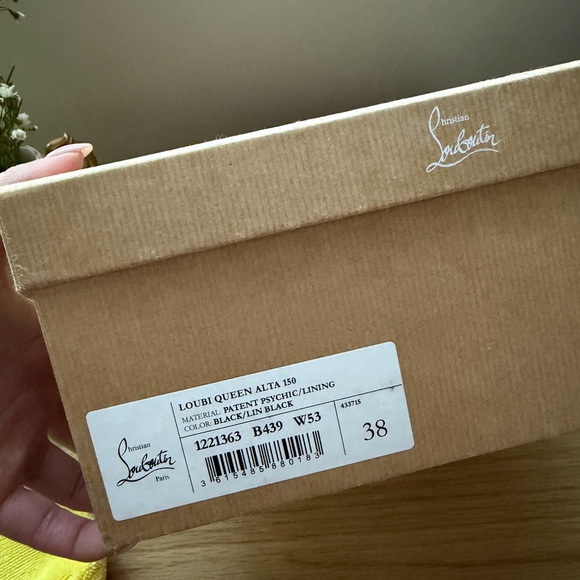 Christian
Louboutin
LOUBI QUEEN ALTA 150
MATERIAL: PATENT PSYCHIC/LINING
COLOR: BLACK/LIN BLACK
433715
1221363 B439 W53
38
3615485880183
Christian
Louboutin
Paris